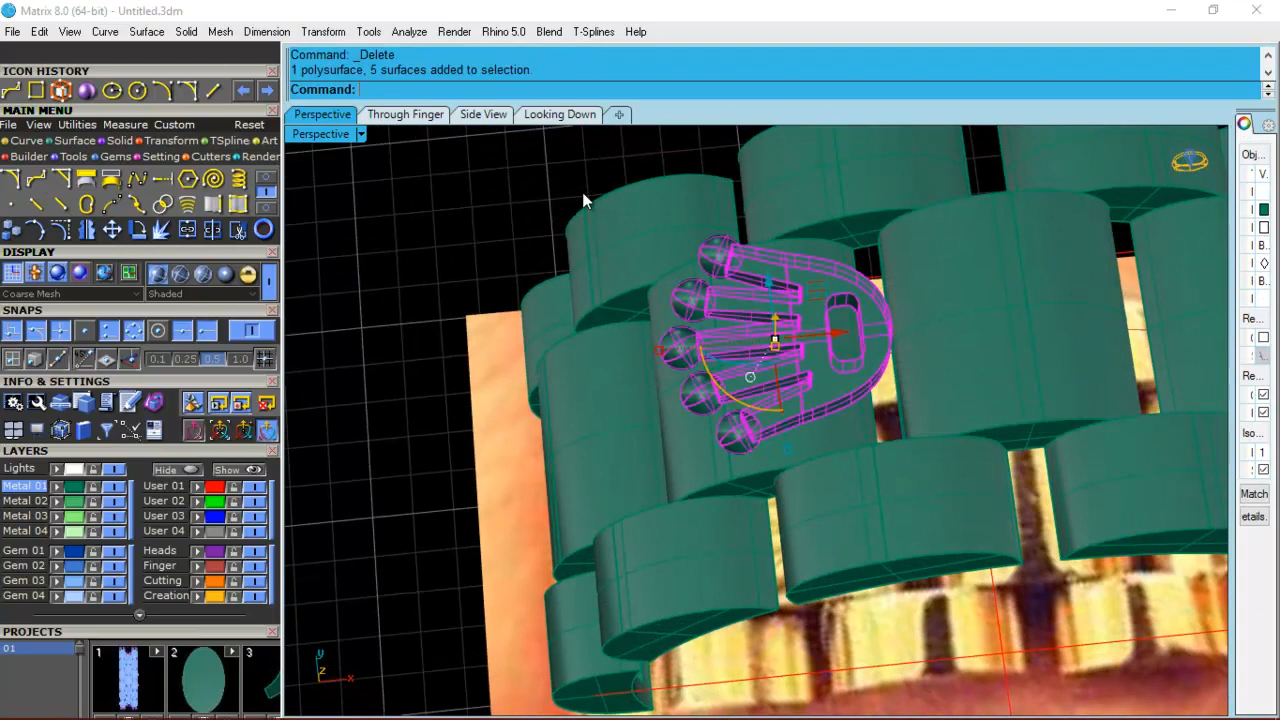 Matrix 8.0 (64-bit) - Untitled.3dm
File Edit View Curve Surface Solid Mesh Dimension Transform Tools Analyze Render Rhino 5.0 Blend T-Splines Help
ICON HISTORY
Command: _Delete
1 polysurface, 5 surfaces added to selection.
Command:
MAIN MENU
File View Utilities Measure Custom Reset
Curve Surface Solid Transform TSpline Art
Builder Tools Gems Setting Cutters Render
Perspective Through Finger Side View Looking Down
Perspective
DISPLAY
Coarse Mesh Shaded
SNAPS
0.1 0.25 0.5 1.0
INFO & SETTINGS
LAYERS
Lights Hide Show
Metal 01 User 01
Metal 02 User 02
Metal 03 User 03
Metal 04 User 04
Gem 01 Heads
Gem 02 Finger
Gem 03 Cutting
Gem 04 Creation
PROJECTS
01
1 2 3
y
z
x
Obj...
V.
B..
B..
Re...
Re...
Iso...
1
Match
etails.